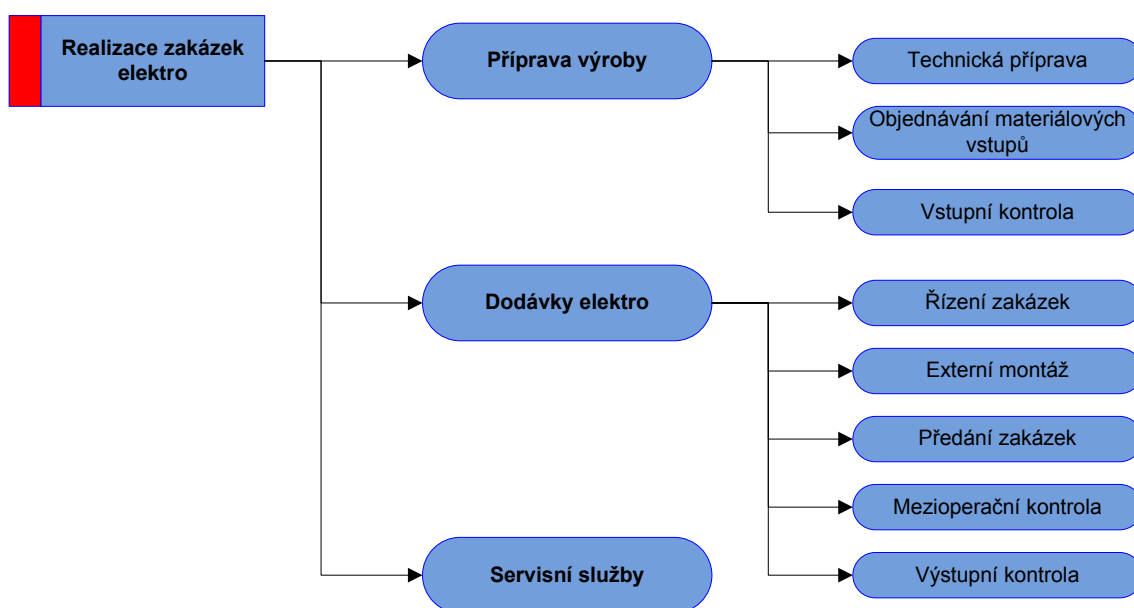 Realizace zakázek
elektro
Příprava výroby
Technická příprava
Objednávání materiálových
vstupů
Vstupní kontrola
Dodávky elektro
Řízení zakázek
Externí montáž
Předání zakázek
Mezioperační kontrola
Servisní služby
Výstupní kontrola